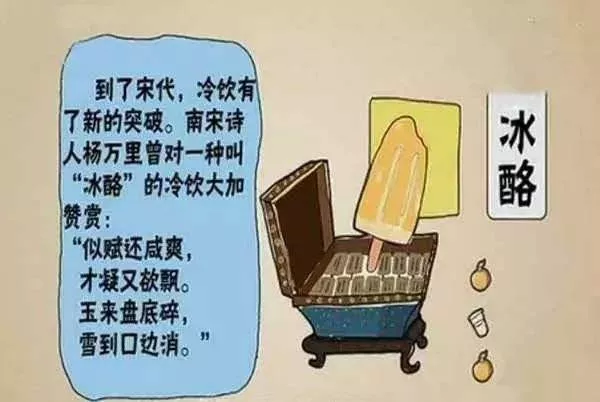 到了宋代，冷饮有
了新的突破。南宋诗
人杨万里曾对一种叫
“冰酪”的冷饮大加
赞赏：
“似赋还咸爽，
才凝又欲飘。
玉来盘底碎，
雪到口边消。”
冰酪